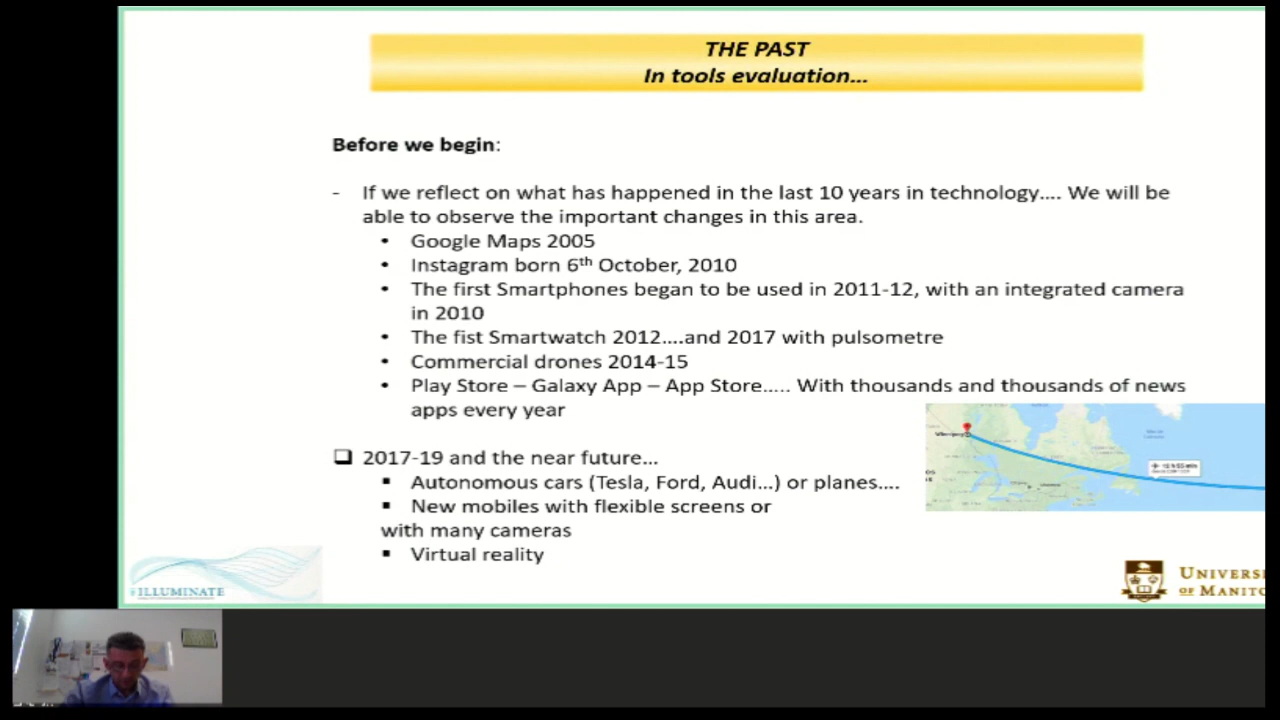 THE PAST
In tools evaluation...
Before we begin:
- If we reflect on what has happened in the last 10 years in technology.... We will be
able to observe the important changes in this area.
• Google Maps 2005
• Instagram born 6th October, 2010
• The first Smartphones began to be used in 2011-12, with an integrated camera
in 2010
• The fist Smartwatch 2012....and 2017 with pulsometre
• Commercial drones 2014-15
• Play Store – Galaxy App – App Store..... With thousands and thousands of news
apps every year
Winnipeg
❑ 2017-19 and the near future...
▪ Autonomous cars (Tesla, Ford, Audi...) or planes....
▪ New mobiles with flexible screens or
with many cameras
▪ Virtual reality
ILLUMINATE
UNIVERSI
OF MANITO